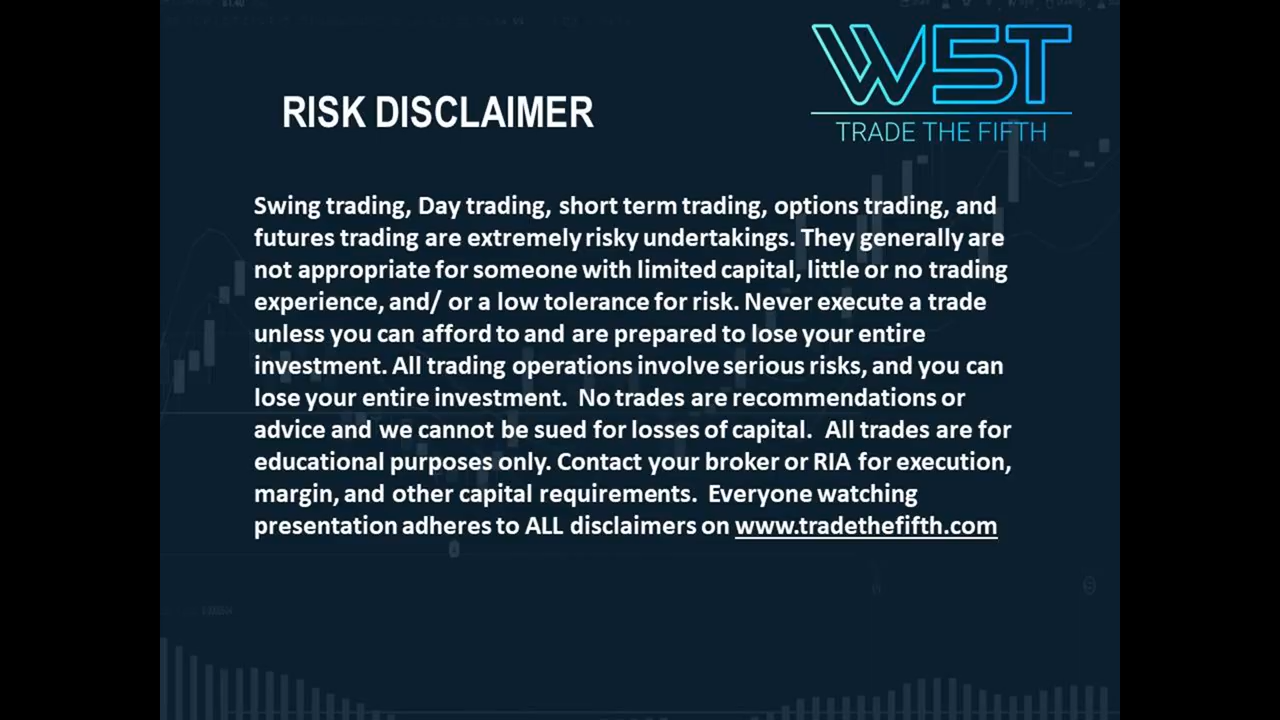 W5T
TRADE THE FIFTH
RISK DISCLAIMER
Swing trading, Day trading, short term trading, options trading, and
futures trading are extremely risky undertakings. They generally are
not appropriate for someone with limited capital, little or no trading
experience, and/ or a low tolerance for risk. Never execute a trade
unless you can afford to and are prepared to lose your entire
investment. All trading operations involve serious risks, and you can
lose your entire investment.  No trades are recommendations or
advice and we cannot be sued for losses of capital.  All trades are for
educational purposes only. Contact your broker or RIA for execution,
margin, and other capital requirements.  Everyone watching
presentation adheres to ALL disclaimers on www.tradethefifth.com